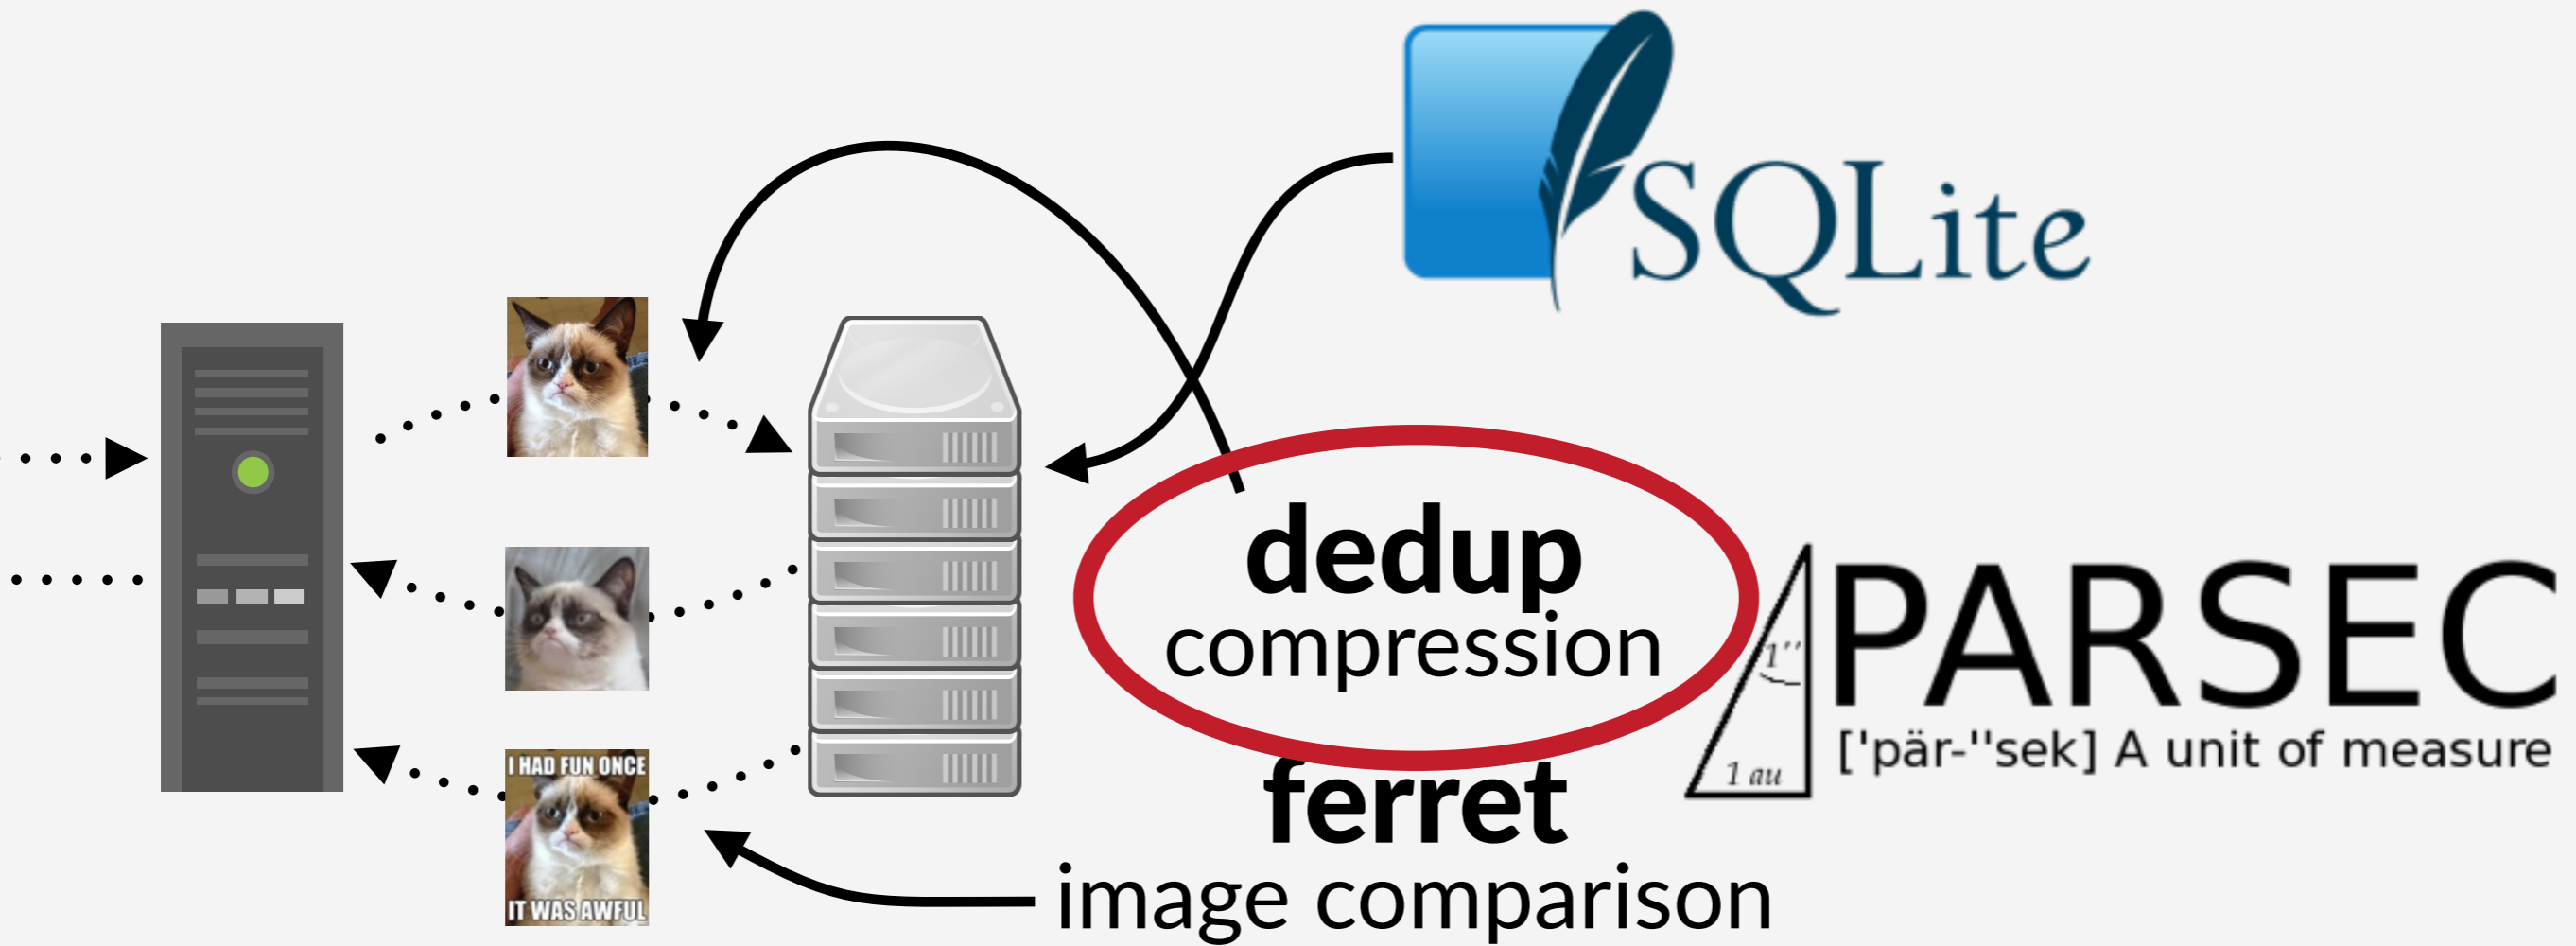 SQLite
dedup
compression
1''
1 au
PARSEC
['pär-''sek] A unit of measure
ferret
image comparison
I HAD FUN ONCE
IT WAS AWFUL